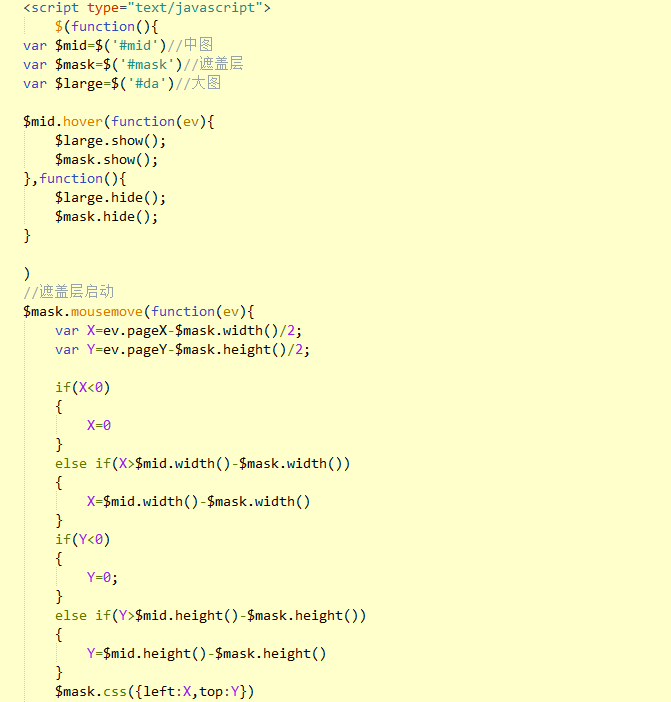 <script type="text/javascript">
$(function(){
var $mid=$('#mid')//中图
var $mask=$('#mask')//遮盖层
var $large=$('#da')//大图
$mid.hover(function(ev){
$large.show();
$mask.show();
},function(){
$large.hide();
$mask.hide();
}
)
//遮盖层启动
$mask.mousemove(function(ev){
var X=ev.pageX-$mask.width()/2;
var Y=ev.pageY-$mask.height()/2;
if(X<0)
{
X=0
}
else if(X>$mid.width()-$mask.width())
{
X=$mid.width()-$mask.width()
}
if(Y<0)
{
Y=0;
}
else if(Y>$mid.height()-$mask.height())
{
Y=$mid.height()-$mask.height()
}
$mask.css({left:X,top:Y})